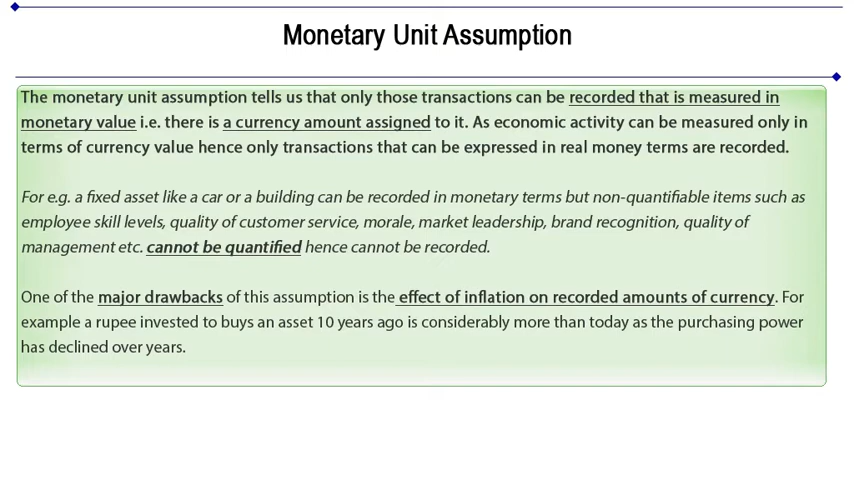 Monetary Unit Assumption
The monetary unit assumption tells us that only those transactions can be recorded that is measured in
monetary value i.e. there is a currency amount assigned to it. As economic activity can be measured only in
terms of currency value hence only transactions that can be expressed in real money terms are recorded.
For e.g. a fixed asset like a car or a building can be recorded in monetary terms but non-quantifiable items such as
employee skill levels, quality of customer service, morale, market leadership, brand recognition, quality of
management etc. cannot be quantified hence cannot be recorded.
One of the major drawbacks of this assumption is the effect of inflation on recorded amounts of currency. For
example a rupee invested to buys an asset 10 years ago is considerably more than today as the purchasing power
has declined over years.